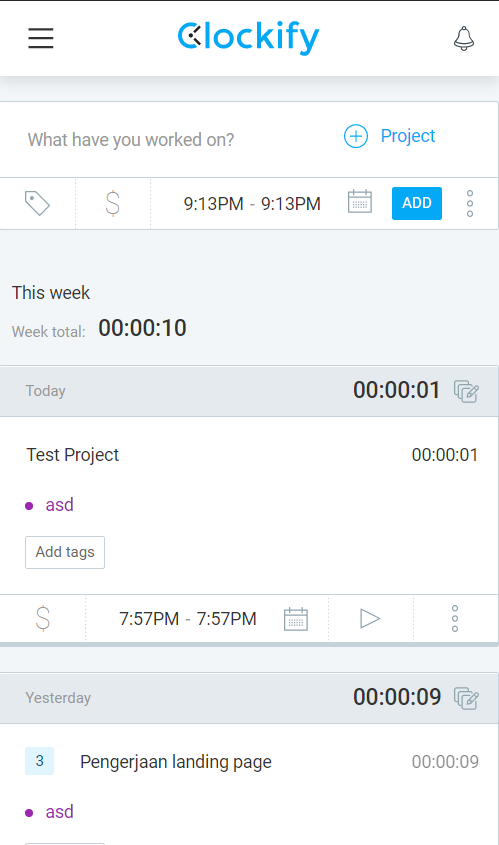 Clockify
What have you worked on? Project
$ 9:13PM - 9:13PM ADD
This week
Week total: 00:00:10
Today 00:00:01
Test Project 00:00:01
asd
Add tags
$ 7:57PM - 7:57PM
Yesterday 00:00:09
3 Pengerjaan landing page 00:00:09
asd